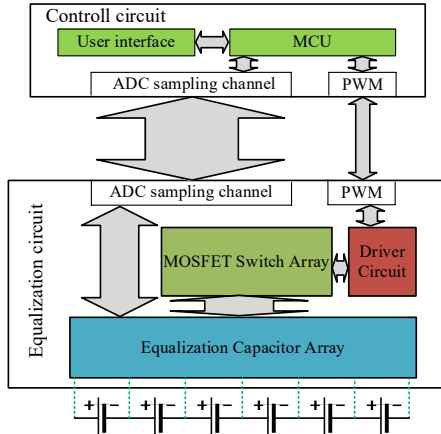 Controll circuit
User interface
MCU
ADC sampling channel
PWM
ADC sampling channel
PWM
Equalization circuit
MOSFET Switch Array
Driver
Circuit
Equalization Capacitor Array
+ − + − + − + − + − + −